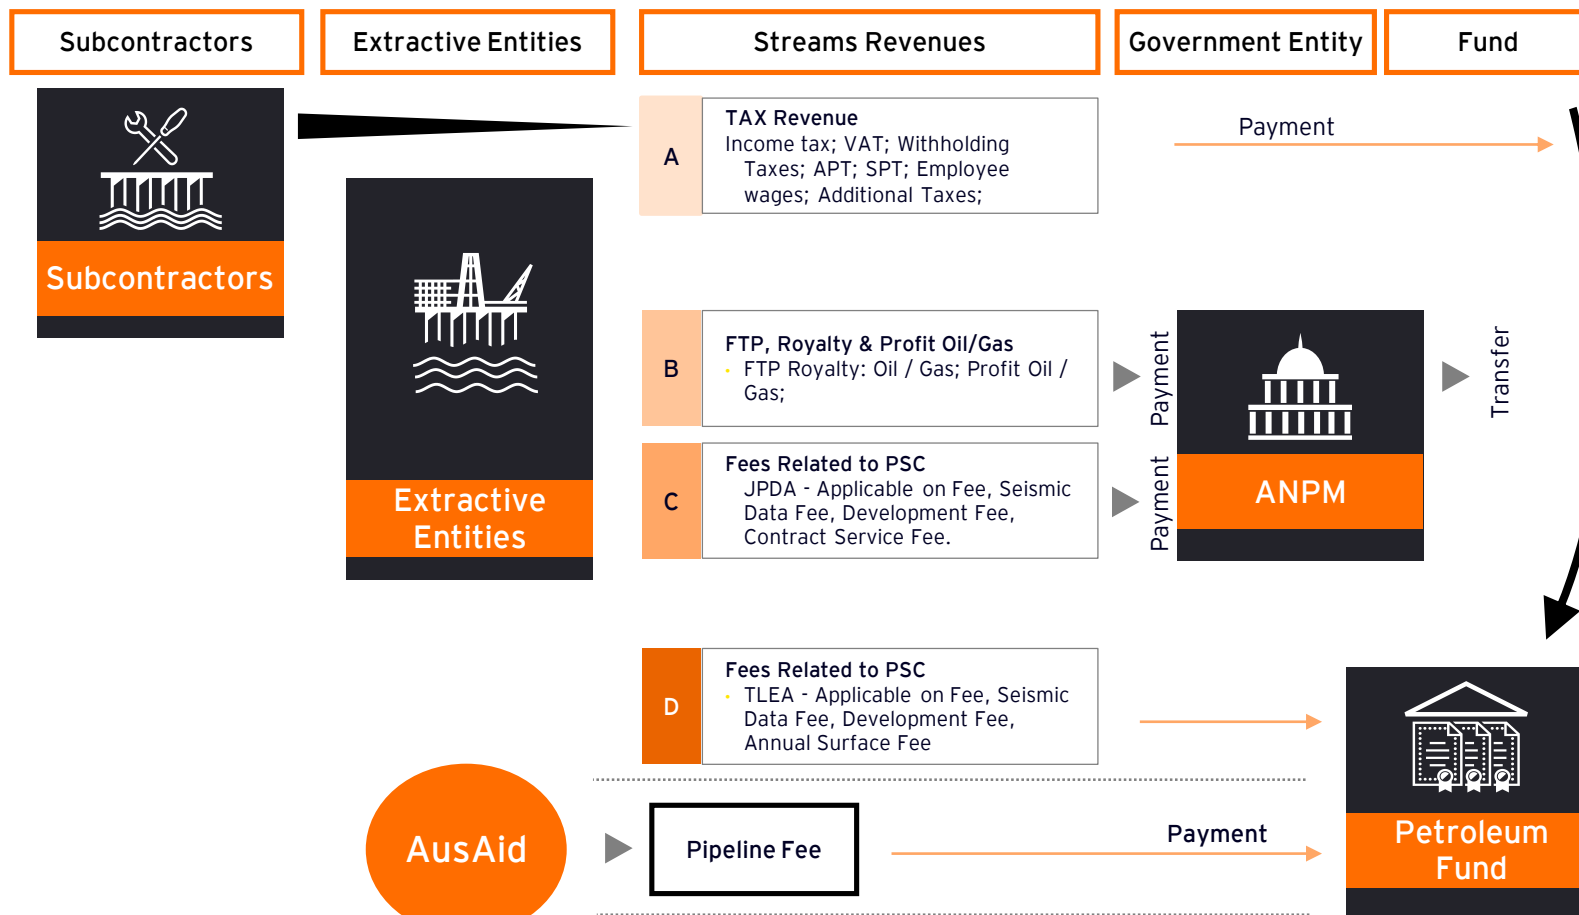 Subcontractors
Extractive Entities
Streams Revenues
Government Entity
Fund
Subcontractors
Extractive
Entities
A
TAX Revenue
Income tax; VAT; Withholding
Taxes; APT; SPT; Employee
wages; Additional Taxes;
Payment
B
FTP, Royalty & Profit Oil/Gas
· FTP Royalty: Oil / Gas; Profit Oil /
Gas;
Payment
Transfer
C
Fees Related to PSC
JPDA - Applicable on Fee, Seismic
Data Fee, Development Fee,
Contract Service Fee.
Payment
ANPM
D
Fees Related to PSC
· TLEA - Applicable on Fee, Seismic
Data Fee, Development Fee,
Annual Surface Fee
AusAid
Pipeline Fee
Payment
Petroleum
Fund